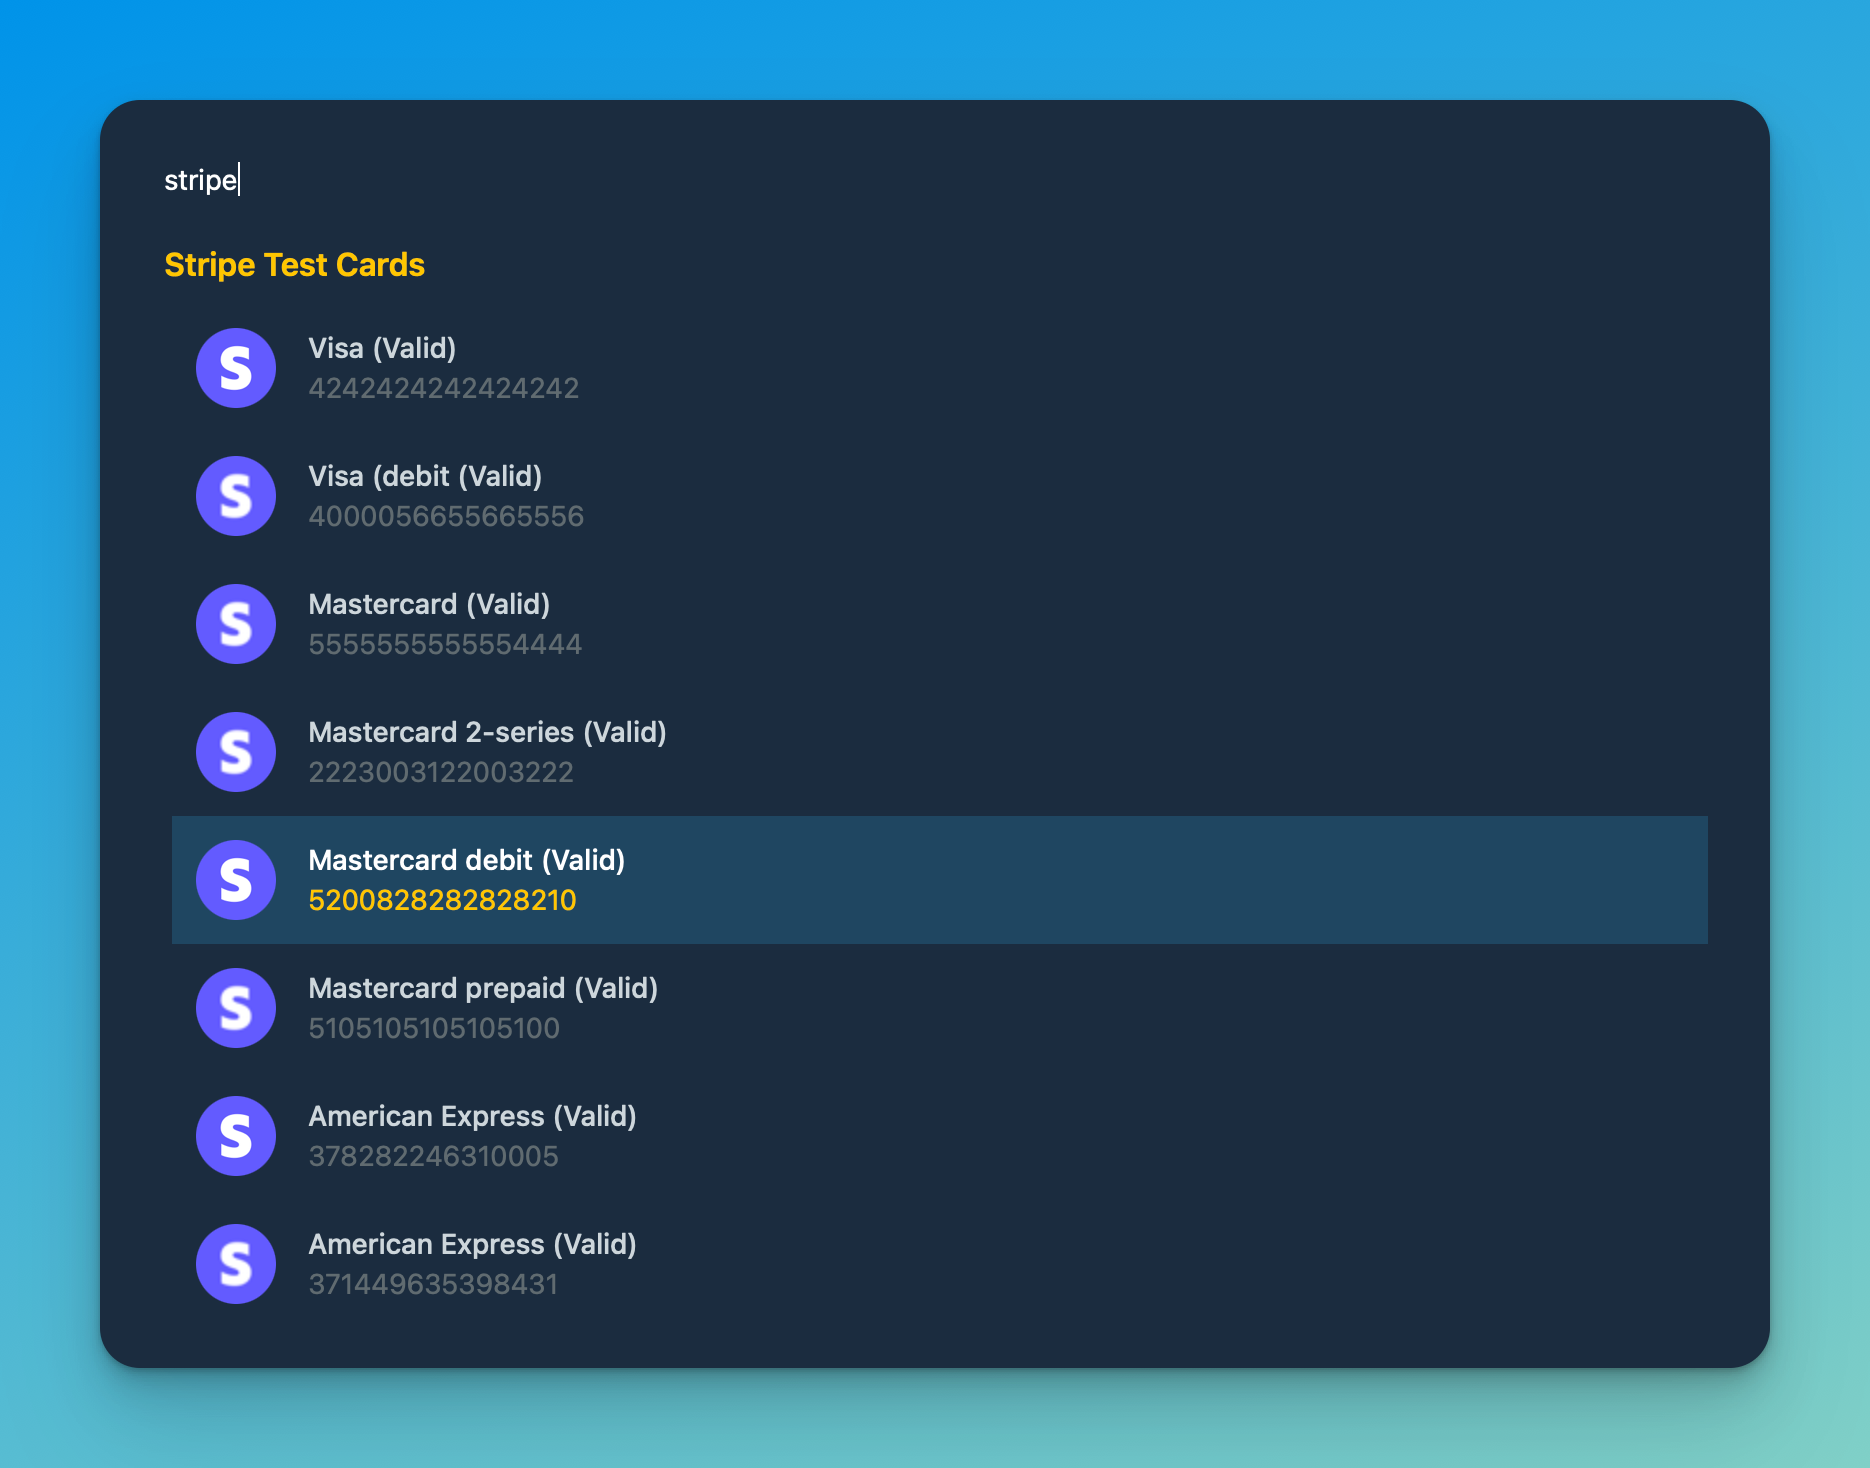 stripe
Stripe Test Cards
S
Visa (Valid)
4242424242424242
S
Visa (debit (Valid)
4000056655665556
S
Mastercard (Valid)
5555555555554444
S
Mastercard 2-series (Valid)
2223003122003222
S
Mastercard debit (Valid)
5200828282828210
S
Mastercard prepaid (Valid)
5105105105105100
S
American Express (Valid)
378282246310005
S
American Express (Valid)
371449635398431